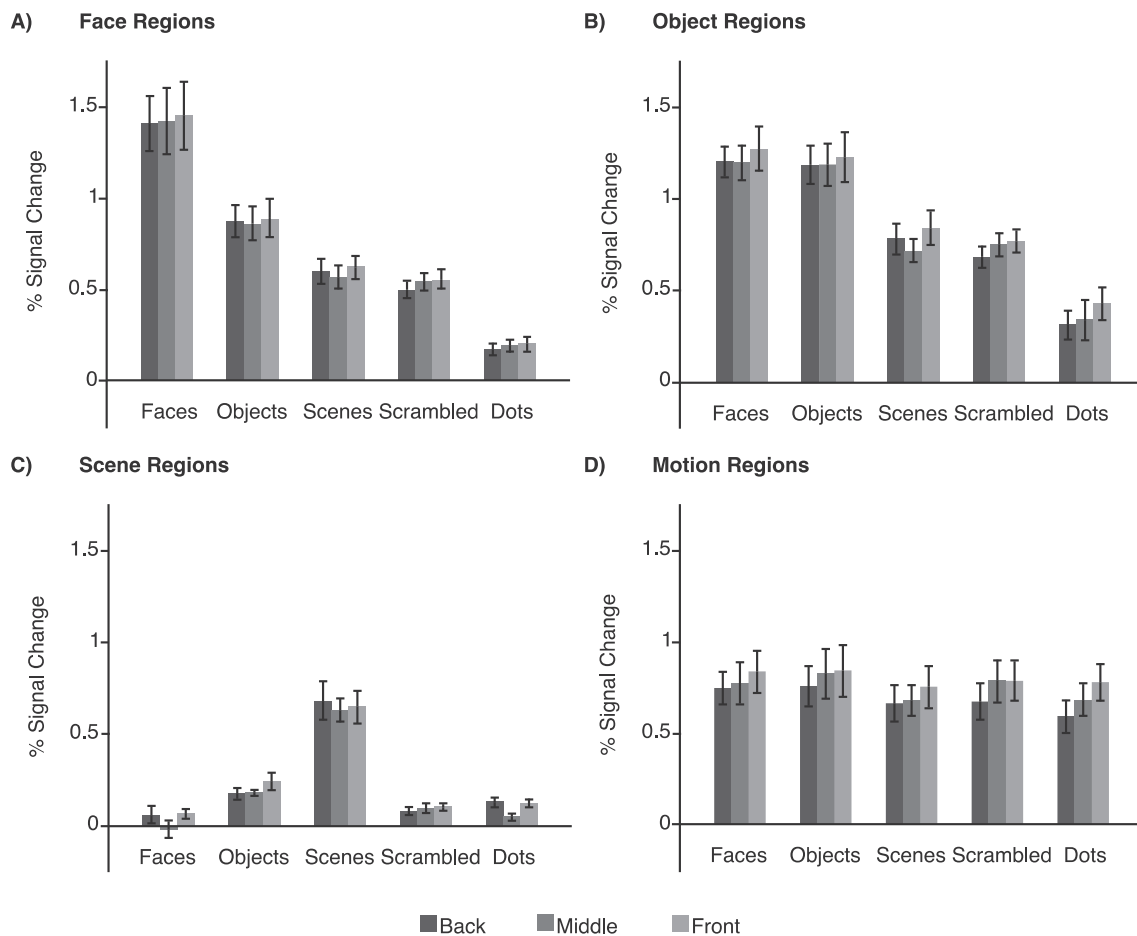 A) Face Regions
% Signal Change
1.5
1
0.5
0
Faces Objects Scenes Scrambled Dots
B) Object Regions
% Signal Change
1.5
1
0.5
0
Faces Objects Scenes Scrambled Dots
C) Scene Regions
% Signal Change
1.5
1
0.5
0
Faces Objects Scenes Scrambled Dots
D) Motion Regions
% Signal Change
1.5
1
0.5
0
Faces Objects Scenes Scrambled Dots
Back Middle Front